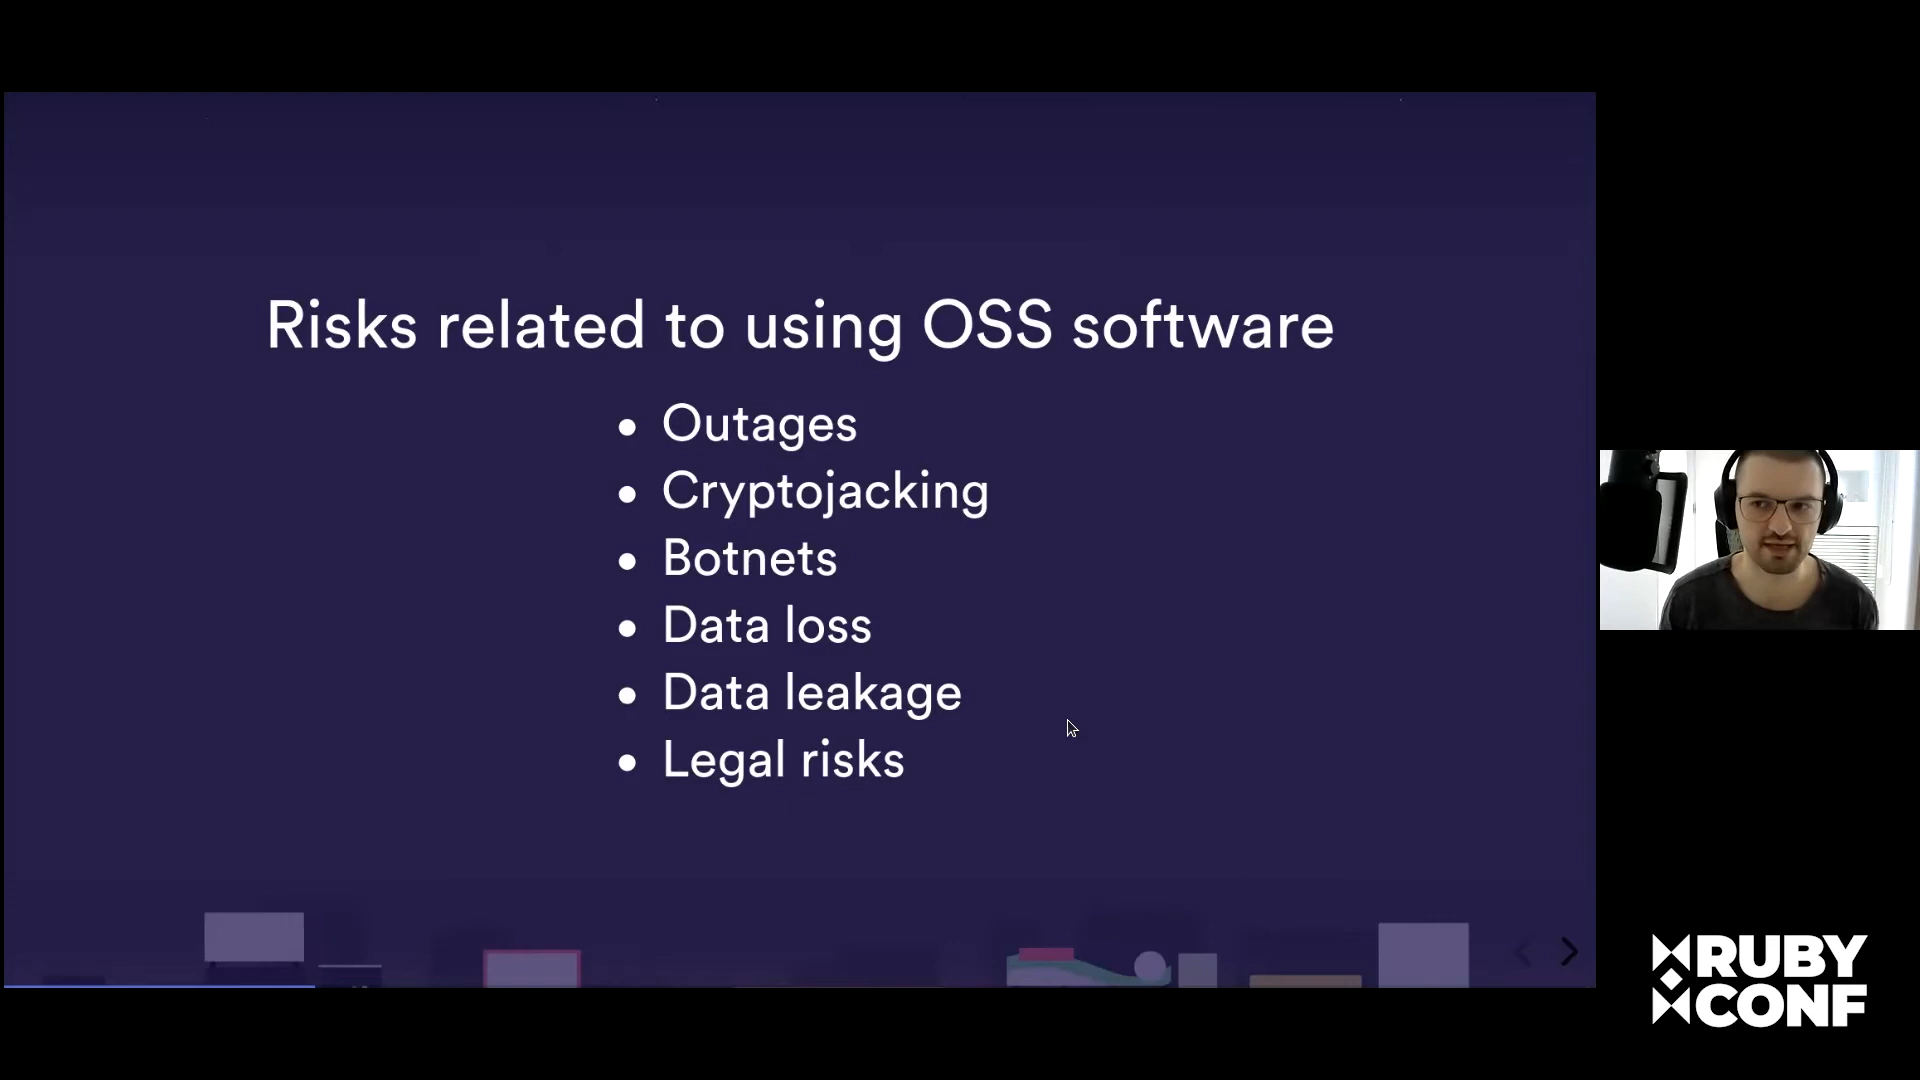 Risks related to using OSS software
Outages
Cryptojacking
Botnets
Data loss
Data leakage
Legal risks
RUBY
CONF